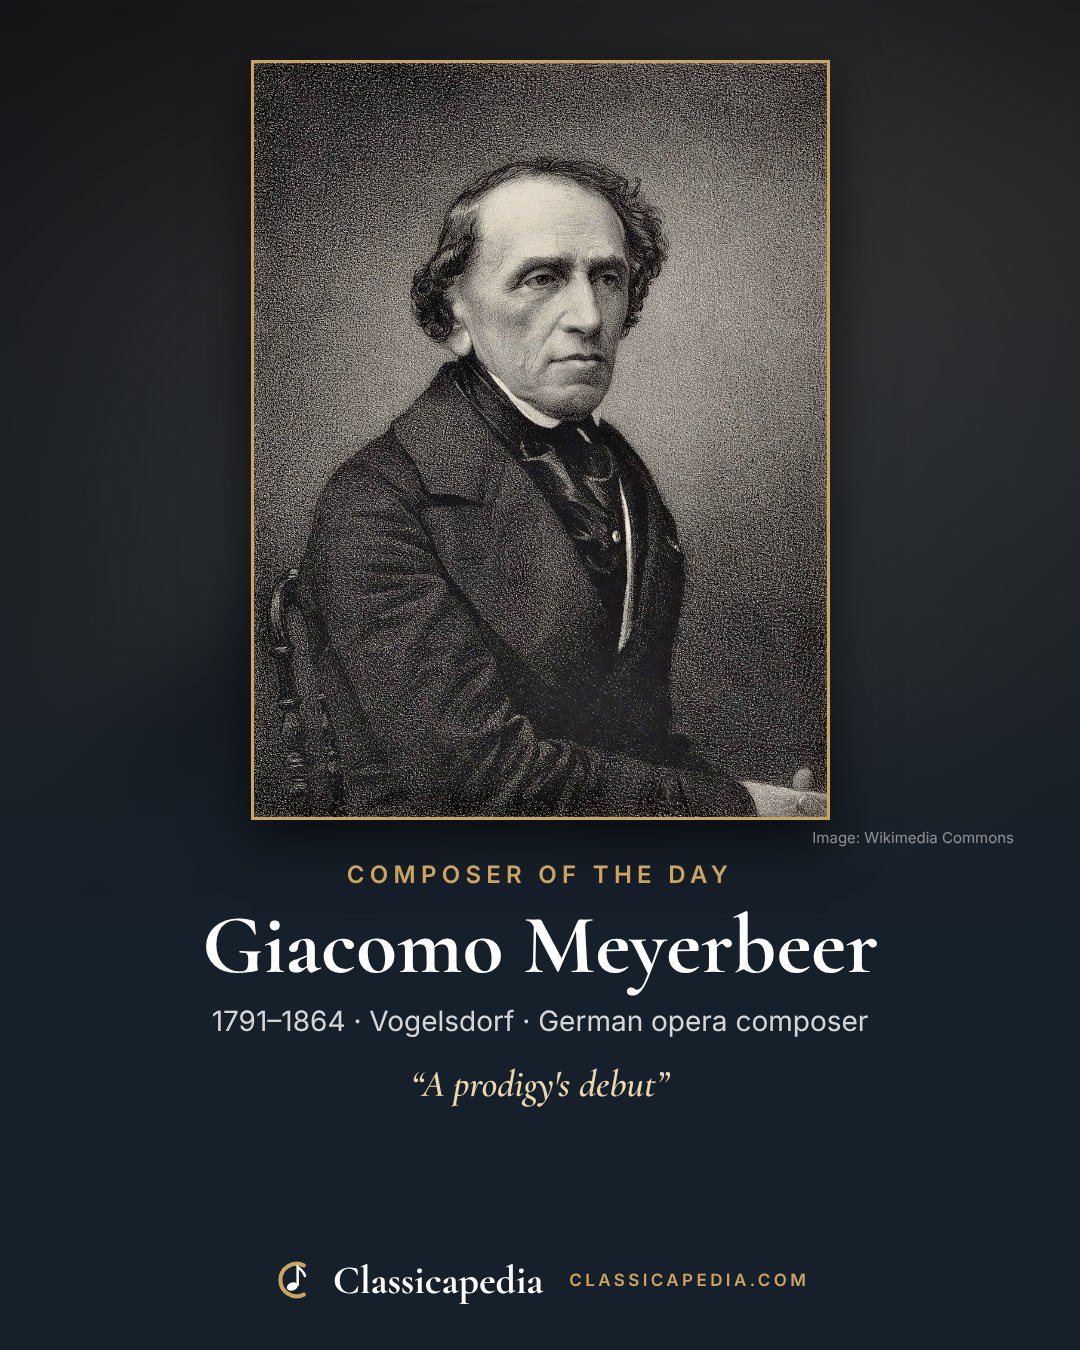 Image: Wikimedia Commons
COMPOSER OF THE DAY
Giacomo Meyerbeer
1791–1864 · Vogelsdorf · German opera composer
“A prodigy's debut”
Classicapedia CLASSICAPEDIA.COM